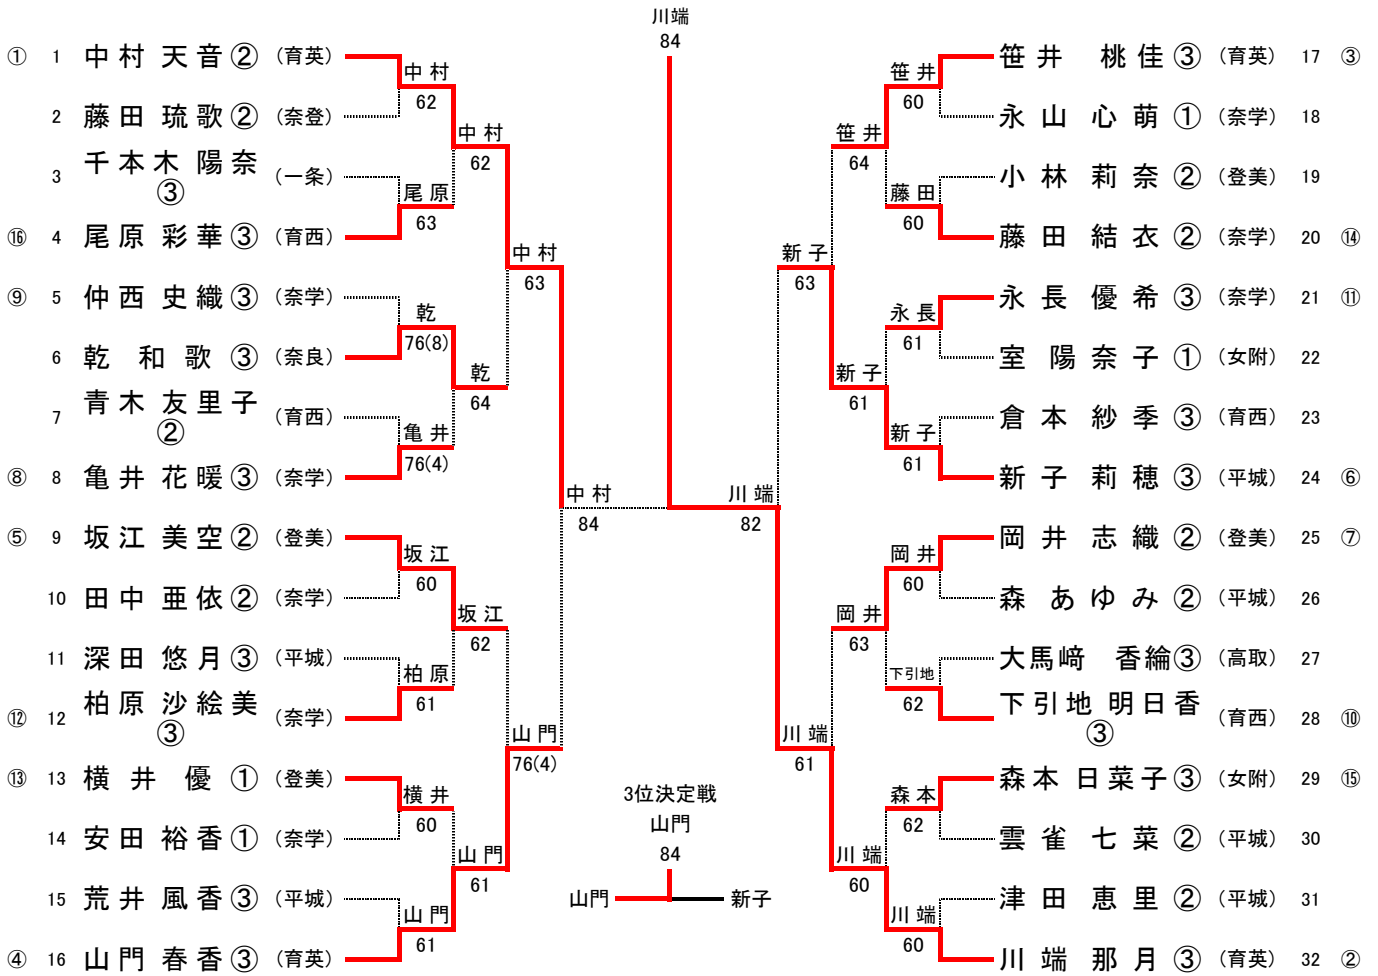 川端
84
① 1 中村 天音② (育英)
中村
62
2 藤田 琉歌② (奈登)
中村
62
3 千本木 陽奈③ (一条)
尾原
63
⑯ 4 尾原 彩華③ (育西)
中村
63
⑨ 5 仲西 史織③ (奈学)
乾
76(8)
6 乾 和歌③ (奈良)
乾
64
7 青木 友里子② (育西)
亀井
76(4)
⑧ 8 亀井 花暖③ (奈学)
中村
84
⑤ 9 坂江 美空② (登美)
坂江
60
10 田中 亜依② (奈学)
坂江
62
11 深田 悠月③ (平城)
柏原
61
⑫ 12 柏原 沙絵美③ (奈学)
山門
76(4)
⑬ 13 横井 優① (登美)
横井
60
14 安田 裕香① (奈学)
山門
61
15 荒井 風香③ (平城)
山門
61
④ 16 山門 春香③ (育英)
笹井 桃佳③ (育英) 17 ③
笹井
60
永山 心萌① (奈学) 18
笹井
64
小林 莉奈② (登美) 19
藤田
60
藤田 結衣② (奈学) 20 ⑭
新子
63
永長 優希③ (奈学) 21 ⑪
永長
61
室 陽奈子① (女附) 22
新子
61
倉本 紗季③ (育西) 23
新子
61
新子 莉穂③ (平城) 24 ⑥
川端
82
岡井 志織② (登美) 25 ⑦
岡井
60
森 あゆみ② (平城) 26
岡井
63
大馬﨑 香綸③ (高取) 27
下引地
62
下引地 明日香③ (育西) 28 ⑩
川端
61
森本 日菜子③ (女附) 29 ⑮
森本
62
雲雀 七菜② (平城) 30
川端
60
津田 恵里② (平城) 31
川端
60
川端 那月③ (育英) 32 ②
3位決定戦
山門
84
山門 新子